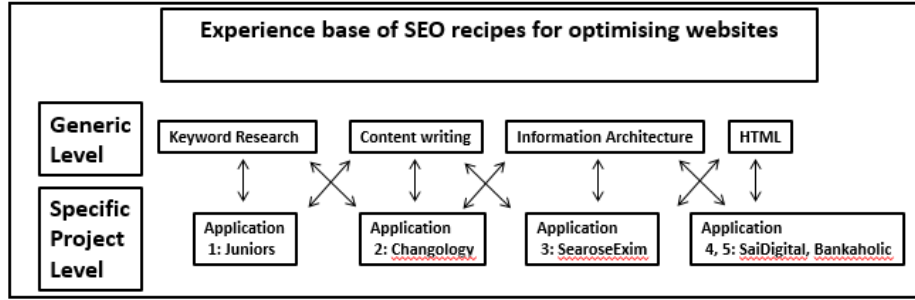 Experience base of SEO recipes for optimising websites
Generic
Level
Keyword Research
Content writing
Information Architecture
HTML
Specific
Project
Level
Application
1: Juniors
Application
2: Changology
Application
3: SearoseExim
Application
4, 5: SaiDigital, Bankaholic